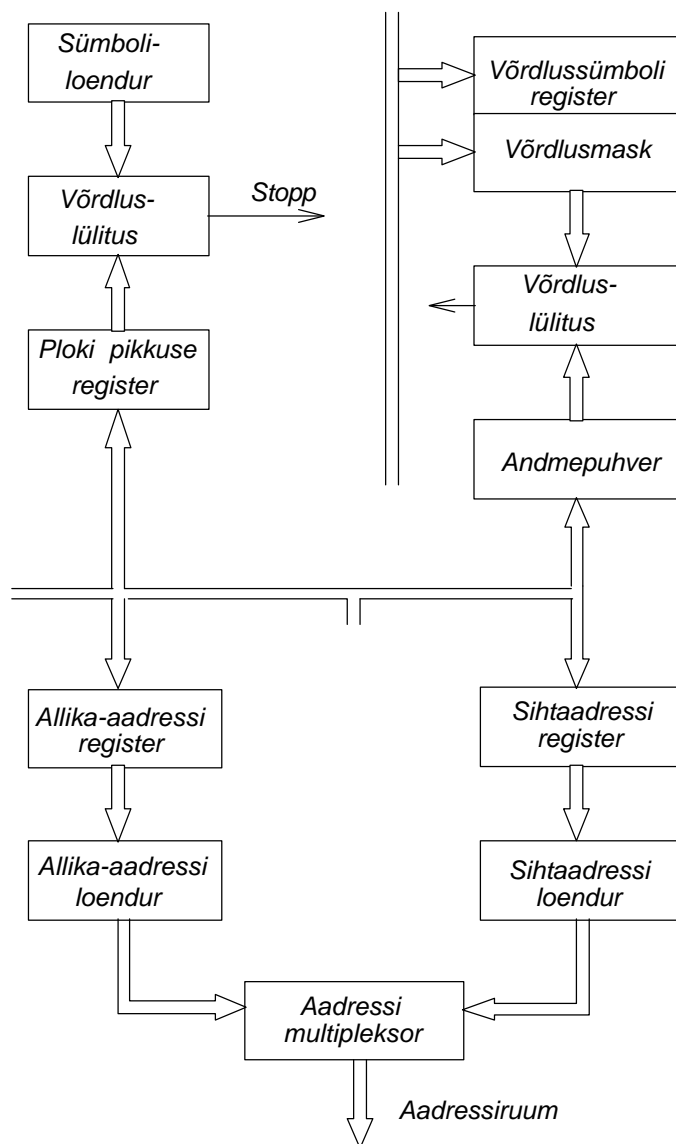 Sümboli-
loendur
Võrdlussümboli
register
Võrdlusmask
Võrdlus-
lülitus
Stopp
Võrdlus-
lülitus
Ploki pikkuse
register
Andmepuhver
Allika-aadressi
register
Sihtaadressi
register
Allika-aadressi
loendur
Sihtaadressi
loendur
Aadressi
multipleksor
Aadressiruum